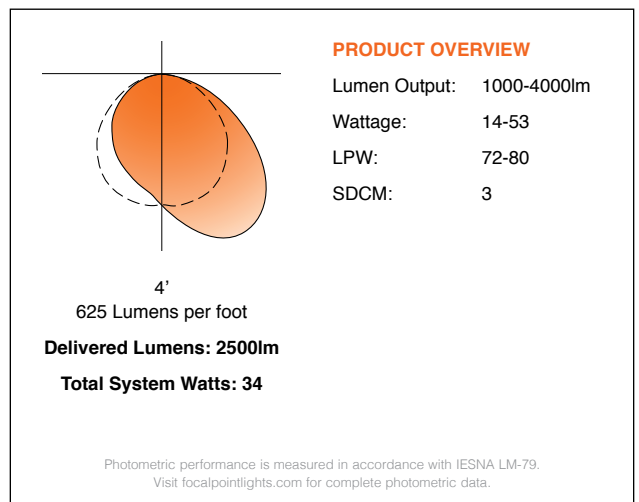 PRODUCT OVERVIEW
Lumen Output: 1000-4000lm
Wattage: 14-53
LPW: 72-80
SDCM: 3
4’
625 Lumens per foot
Delivered Lumens: 2500lm
Total System Watts: 34
Photometric performance is measured in accordance with IESNA LM-79.
Visit focalpointlights.com for complete photometric data.